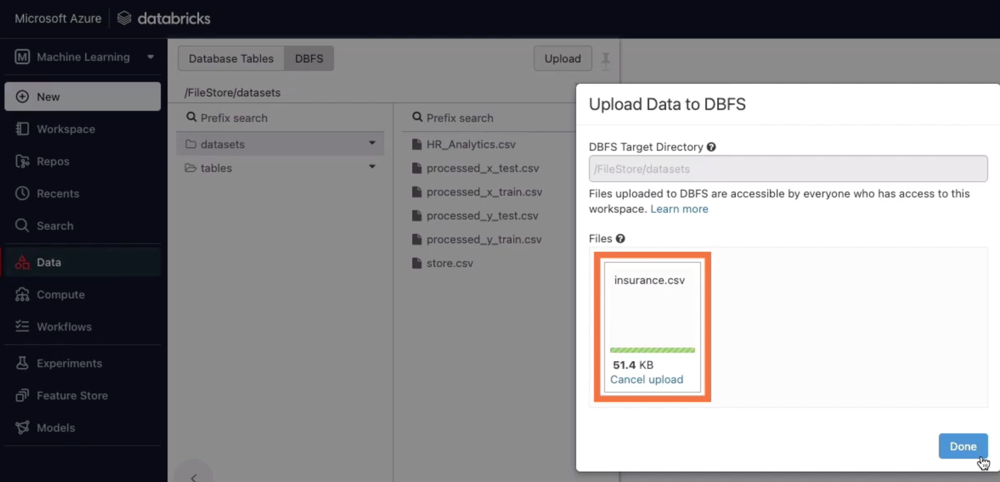 Microsoft Azure databricks
M Machine Learning
New
Workspace
Repos
Recents
Search
Data
Compute
Workflows
Experiments
Feature Store
Models
Database Tables DBFS Upload
/FileStore/datasets
Prefix search
datasets
tables
Prefix search
HR_Analytics.csv
processed_x_test.csv
processed_x_train.csv
processed_y_test.csv
processed_y_train.csv
store.csv
Upload Data to DBFS
DBFS Target Directory ?
/FileStore/datasets
Files uploaded to DBFS are accessible by everyone who has access to this
workspace. Learn more
Files ?
insurance.csv
51.4 KB
Cancel upload
Done